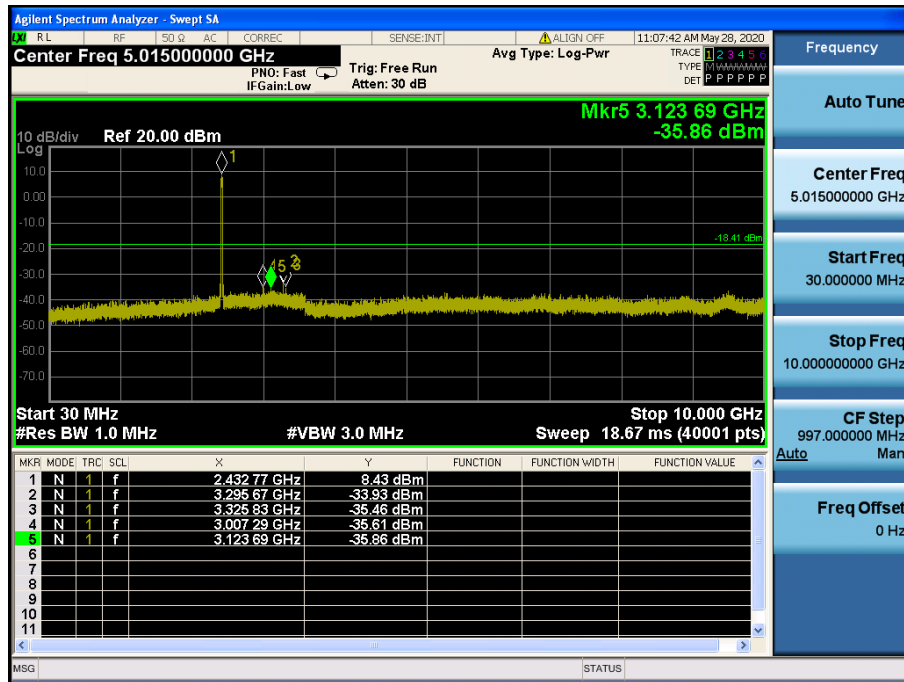 Agilent Spectrum Analyzer - Swept SA
LXI RL RF 50 Ω AC CORREC SENSE:INT ALIGN OFF 11:07:42 AM May 28, 2020
Center Freq 5.015000000 GHz
PNO: Fast
IFGain:Low
Trig: Free Run
Atten: 30 dB
Avg Type: Log-Pwr
TRACE 1 2 3 4 5 6
TYPE M WWWWW
DET P P P P P P
Mkr5 3.123 69 GHz
-35.86 dBm
10 dB/div Ref 20.00 dBm
Log
1
10.0
0.00
-10.0
-20.0
-18.41 dBm
-30.0
-40.0
-50.0
-60.0
-70.0
Start 30 MHz Stop 10.000 GHz
#Res BW 1.0 MHz #VBW 3.0 MHz Sweep 18.67 ms (40001 pts)
MKR MODE TRC SCL X Y FUNCTION FUNCTION WIDTH FUNCTION VALUE
1 N 1 f 2.432 77 GHz 8.43 dBm
2 N 1 f 3.295 67 GHz -33.93 dBm
3 N 1 f 3.325 83 GHz -35.46 dBm
4 N 1 f 3.007 29 GHz -35.61 dBm
5 N 1 f 3.123 69 GHz -35.86 dBm
6
7
8
9
10
11
MSG STATUS
Frequency
Auto Tune
Center Freq
5.015000000 GHz
Start Freq
30.000000 MHz
Stop Freq
10.000000000 GHz
CF Step
997.000000 MHz
Auto Man
Freq Offset
0 Hz